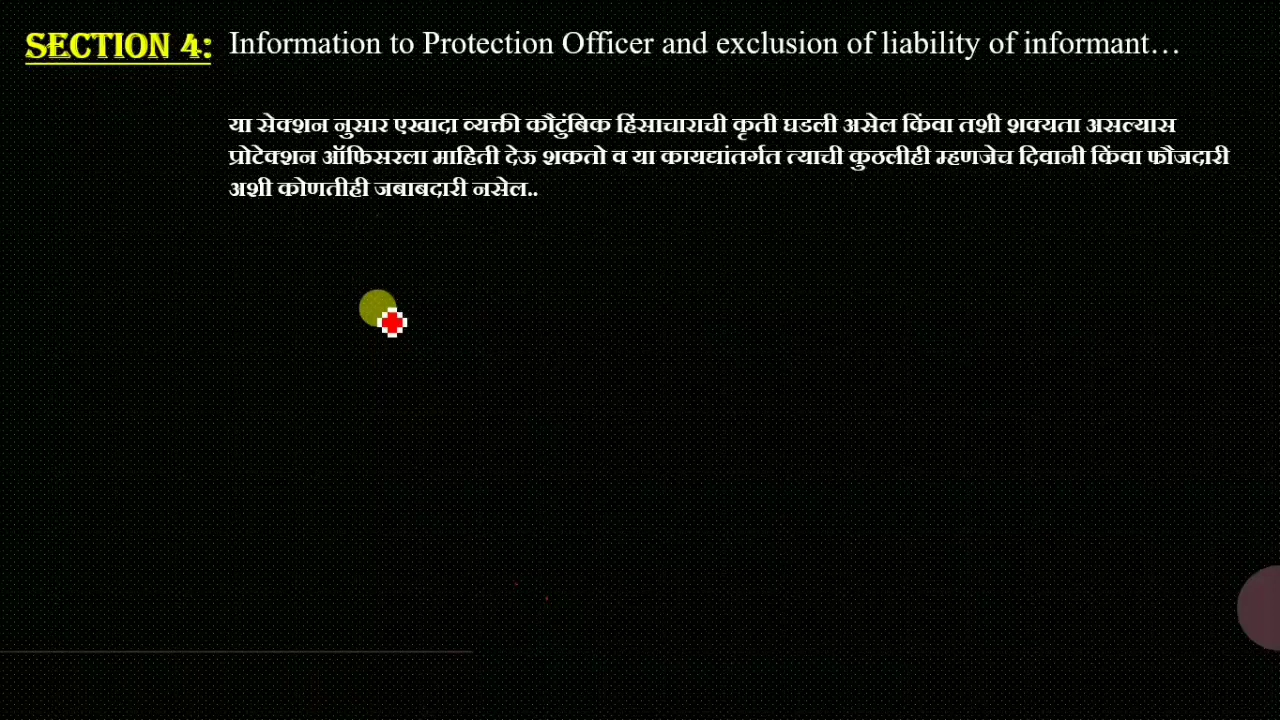 SECTION 4: Information to Protection Officer and exclusion of liability of informant...
या सेक्शन नुसार एखादा व्यक्ती कौटुंबिक हिंसाचाराची कृती घडली असेल किंवा तशी शक्यता असल्यास
प्रोटेक्शन ऑफिसरला माहिती देऊ शकतो व या कायद्यांतर्गत त्याची कुठलीही म्हणजेच दिवानी किंवा फौजदारी
अशी कोणतीही जबाबदारी नसेल..